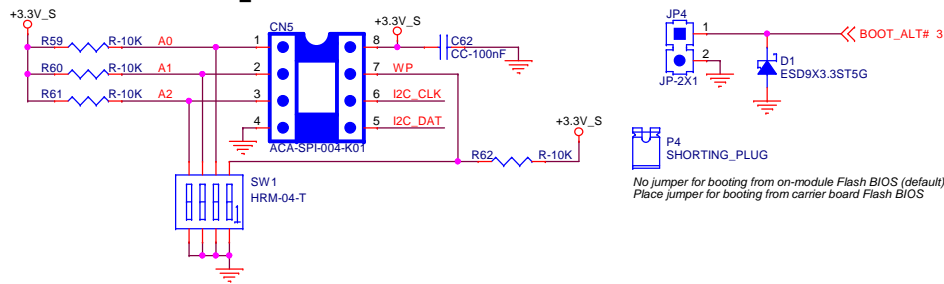 +3.3V_S
R59 R-10K A0
R60 R-10K A1
R61 R-10K A2
CN5
1
2
3
4
8
7
6
5
ACA-SPI-004-K01
+3.3V_S
C62
CC-100nF
WP
I2C_CLK
I2C_DAT
R62 R-10K
+3.3V_S
SW1
HRM-04-T
1
JP4
1
2
JP-2X1
BOOT_ALT# 3
D1
ESD9X3.3ST5G
P4
SHORTING_PLUG
No jumper for booting from on-module Flash BIOS (default)
Place jumper for booting from carrier board Flash BIOS